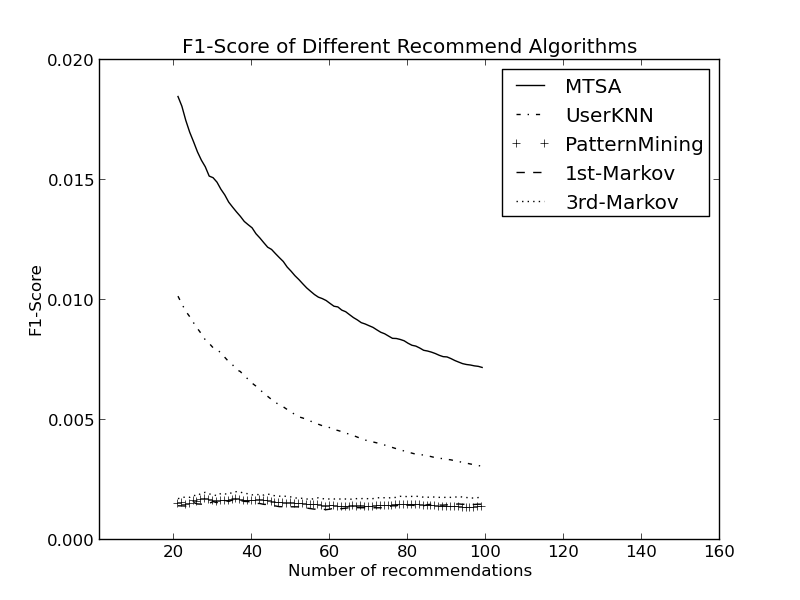 F1-Score of Different Recommend Algorithms
0.020
0.015
0.010
0.005
0.000
F1-Score
MTSA
UserKNN
PatternMining
1st-Markov
3rd-Markov
20 40 60 80 100 120 140 160
Number of recommendations